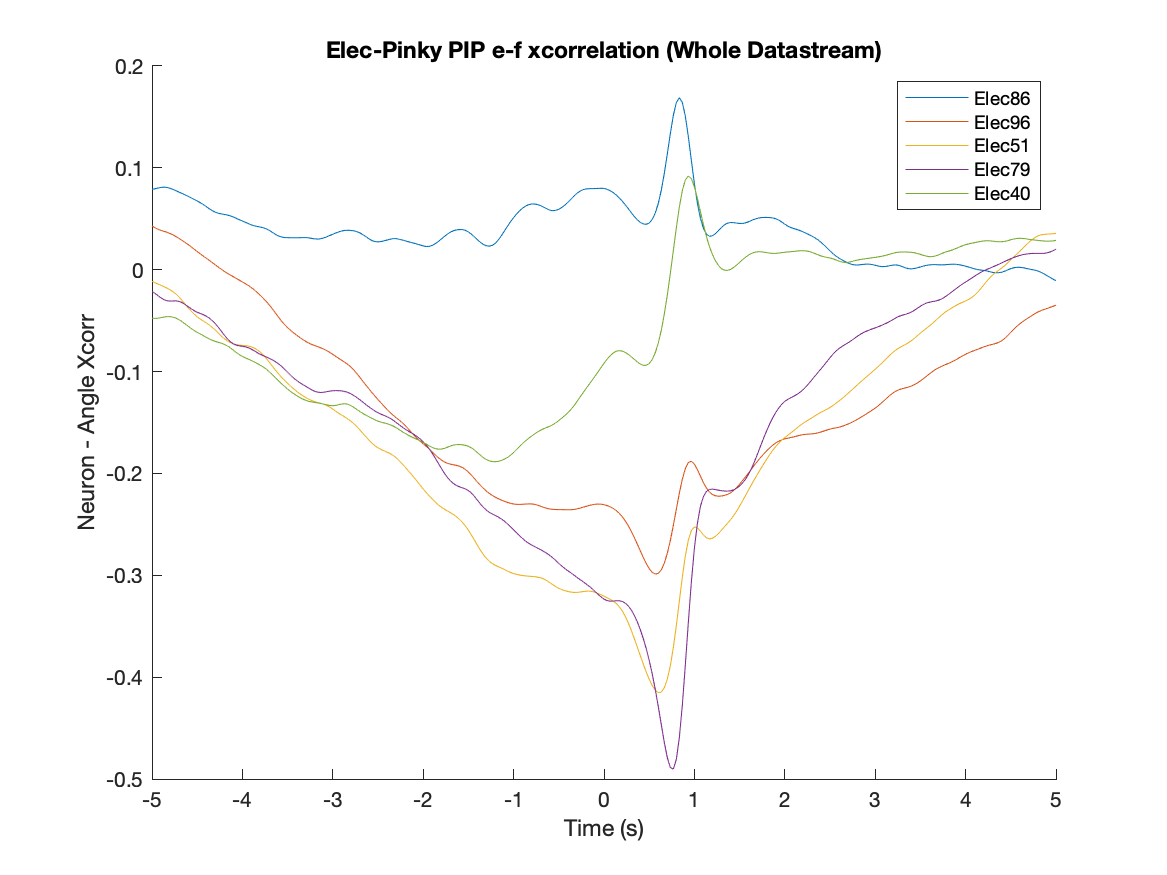 Elec-Pinky PIP e-f xcorrelation (Whole Datastream)
0.2
0.1
0
-0.1
-0.2
-0.3
-0.4
-0.5
Neuron - Angle Xcorr
Elec86
Elec96
Elec51
Elec79
Elec40
-5 -4 -3 -2 -1 0 1 2 3 4 5
Time (s)